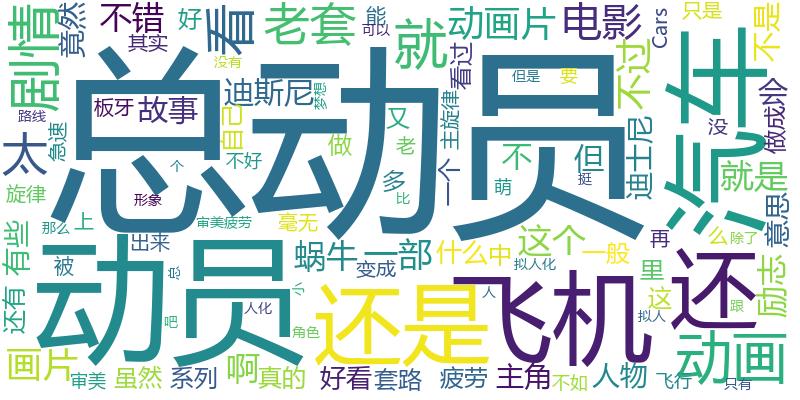 剧情
竟然
不错
其实
好
看
没有
老套
可以
能
就
看过
动画片
电影
Cars
只是
不是
总动员
汽车
板牙
故事
迪斯尼
梦想
自己
但是
要
不过
路线
急速
太
个
不好
做
又
老
主旋律
一个
不
但
迪士尼
没
做成
业
就是
旋律
形象
多
比
萌
挺
那么
上
审美疲劳
毫无
这个
一般
再
么
除了
意思
有些
还有
被
出来
动员
蜗牛
一部
什么
中
拟人化
里
励志
总
变成
小
人化
吧
还是
飞机
人
这
还
拟人
跟
动画
角色
画片
审美
虽然
系列
啊
真的
好看
套路
疲劳
主角
不如
人物
飞行
只有